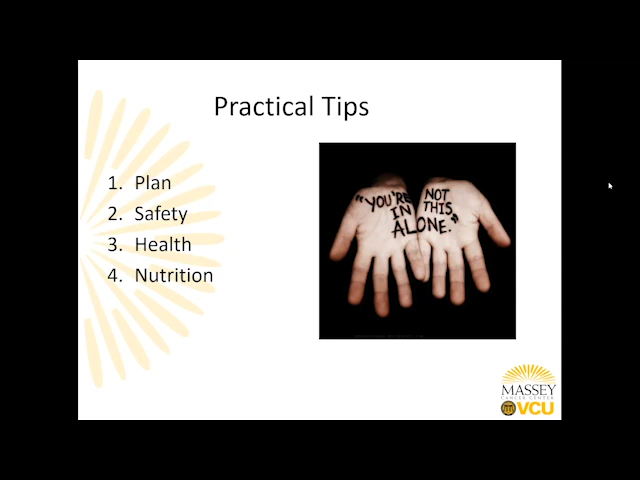 Practical Tips
1. Plan
2. Safety
3. Health
4. Nutrition
"YOU'RE NOT
IN THIS
ALONE."
MASSEY
CANCER CENTER
VCU